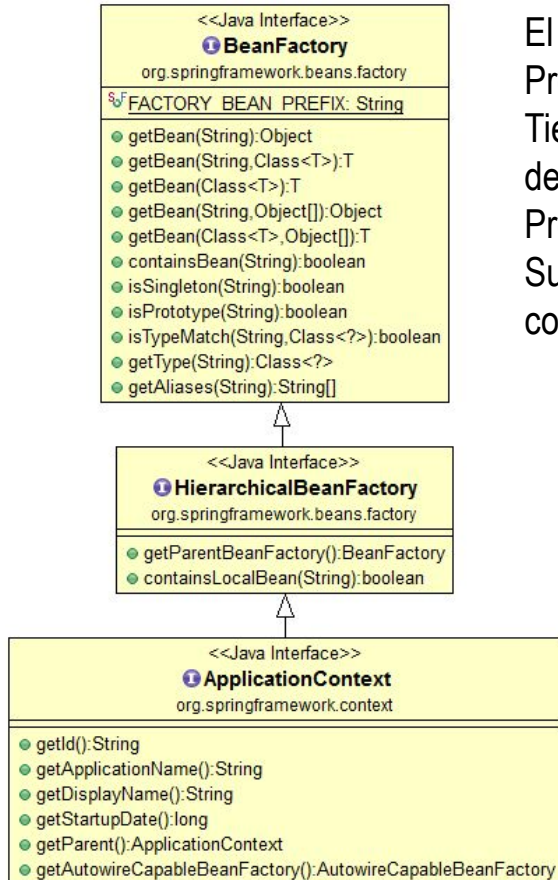 <<Java Interface>>
BeanFactory
org.springframework.beans.factory
FACTORY_BEAN_PREFIX: String
getBean(String):Object
getBean(String,Class<T>):T
getBean(Class<T>):T
getBean(String,Object[]):Object
getBean(Class<T>,Object[]):T
containsBean(String):boolean
isSingleton(String):boolean
isPrototype(String):boolean
isTypeMatch(String,Class<?>):boolean
getType(String):Class<?>
getAliases(String):String[]
<<Java Interface>>
HierarchicalBeanFactory
org.springframework.beans.factory
getParentBeanFactory():BeanFactory
containsLocalBean(String):boolean
<<Java Interface>>
ApplicationContext
org.springframework.context
getId():String
getApplicationName():String
getDisplayName():String
getStartupDate():long
getParent():ApplicationContext
getAutowireCapableBeanFactory():AutowireCapableBeanFactory
El
Pr
Tie
de
Pr
Su
co